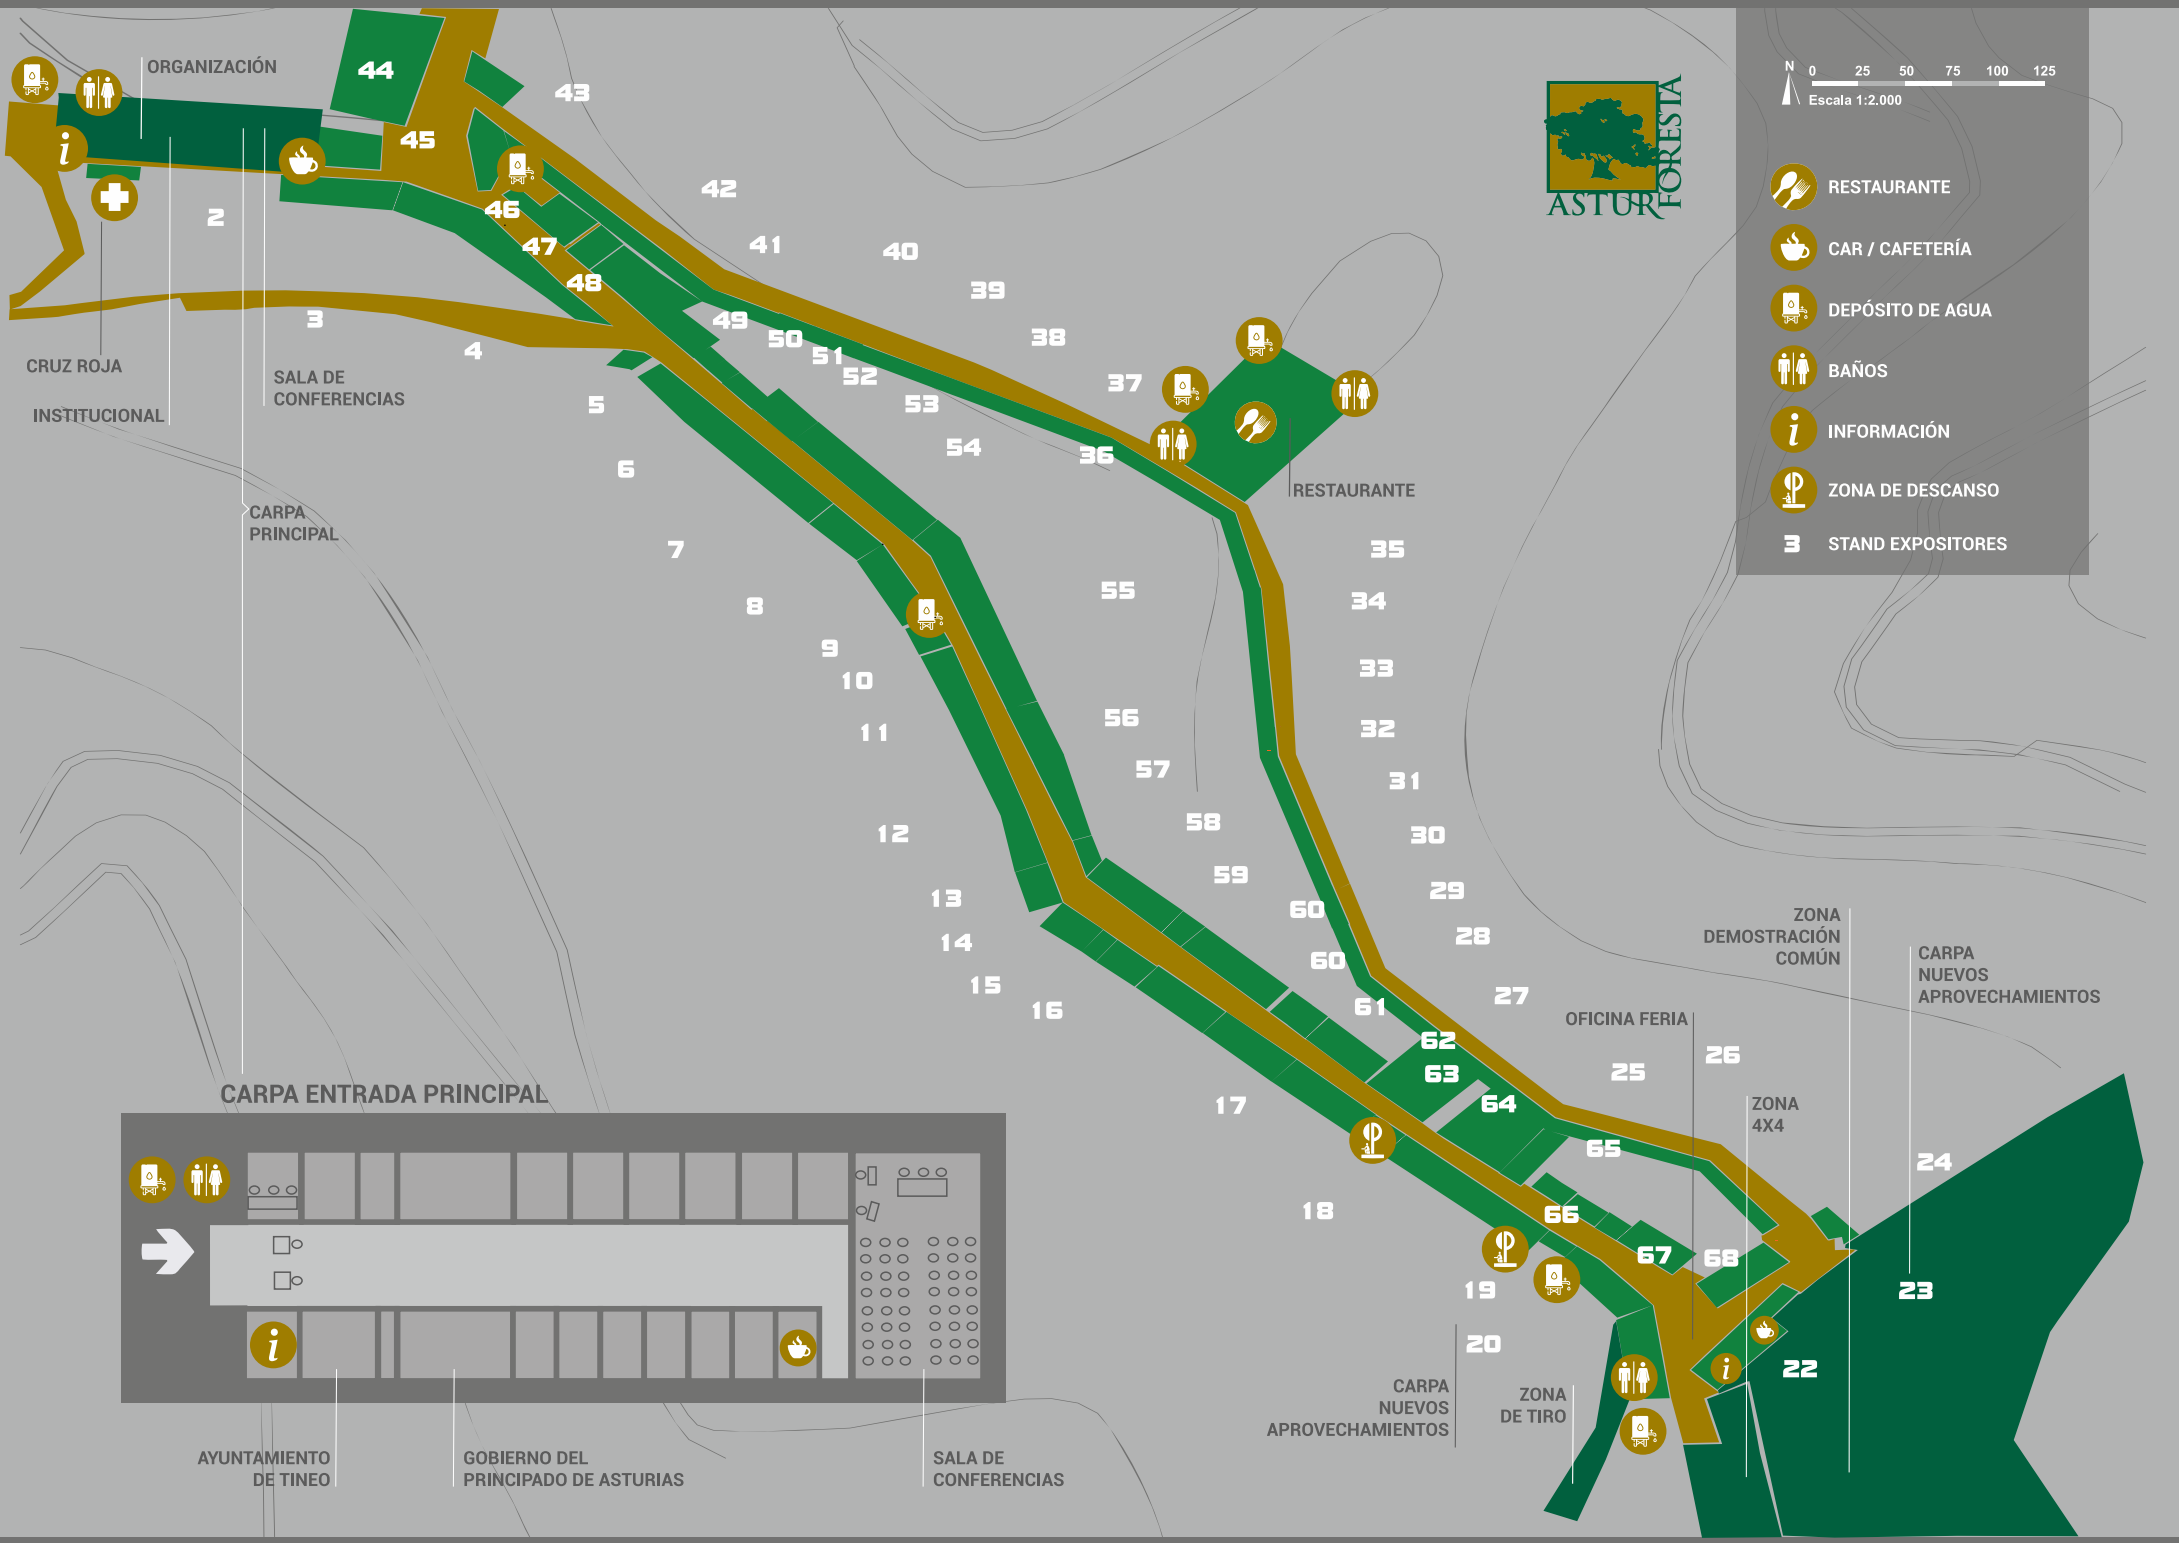 ORGANIZACIÓN
44
43
45
42
46
41
40
2
47
48
39
3
49
50
38
4
51
52
37
5
53
54
36
6
CRUZ ROJA
INSTITUCIONAL
SALA DE
CONFERENCIAS
CARPA
PRINCIPAL
RESTAURANTE
ASTUR
FORESTA
N
0 25 50 75 100 125
Escala 1:2.000
RESTAURANTE
CAR / CAFETERÍA
DEPÓSITO DE AGUA
BAÑOS
i INFORMACIÓN
ZONA DE DESCANSO
3 STAND EXPOSITORES
7
35
55
34
8
9
33
10
56
32
11
57
31
58
30
12
59
29
13
60
28
14
60
15
27
16
61
62
63
25
26
17
64
65
18
24
66
67
68
19
23
20
22
OFICINA FERIA
ZONA
4X4
ZONA
DEMOSTRACIÓN
COMÚN
CARPA
NUEVOS
APROVECHAMIENTOS
CARPA
NUEVOS
APROVECHAMIENTOS
ZONA
DE TIRO
i
i
CARPA ENTRADA PRINCIPAL
i
AYUNTAMIENTO
DE TINEO
GOBIERNO DEL
PRINCIPADO DE ASTURIAS
SALA DE
CONFERENCIAS